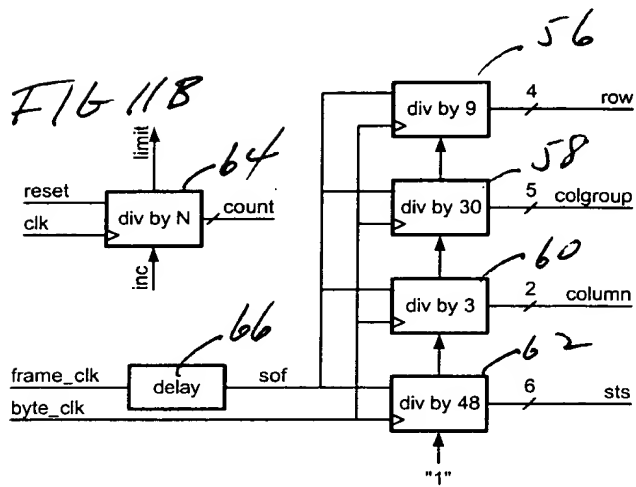 56
FIG 11B
div by 9
4
row
limit
64
58
reset
div by N
count
div by 30
5
colgroup
clk
60
inc
div by 3
2
column
66
62
frame_clk
delay
sof
div by 48
6
sts
byte_clk
"1"